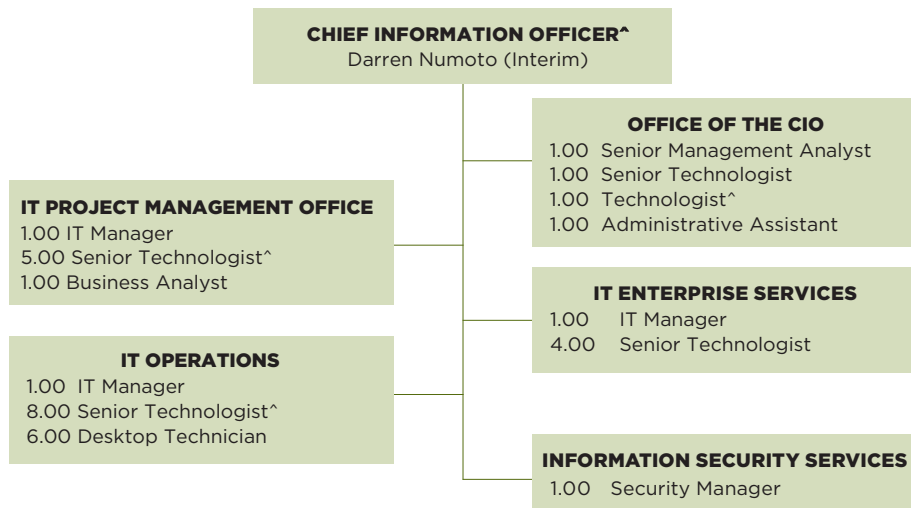 CHIEF INFORMATION OFFICER^
Darren Numoto (Interim)
OFFICE OF THE CIO
1.00 Senior Management Analyst
1.00 Senior Technologist
1.00 Technologist^
1.00 Administrative Assistant
IT PROJECT MANAGEMENT OFFICE
1.00 IT Manager
5.00 Senior Technologist^
1.00 Business Analyst
IT ENTERPRISE SERVICES
1.00 IT Manager
4.00 Senior Technologist
IT OPERATIONS
1.00 IT Manager
8.00 Senior Technologist^
6.00 Desktop Technician
INFORMATION SECURITY SERVICES
1.00 Security Manager